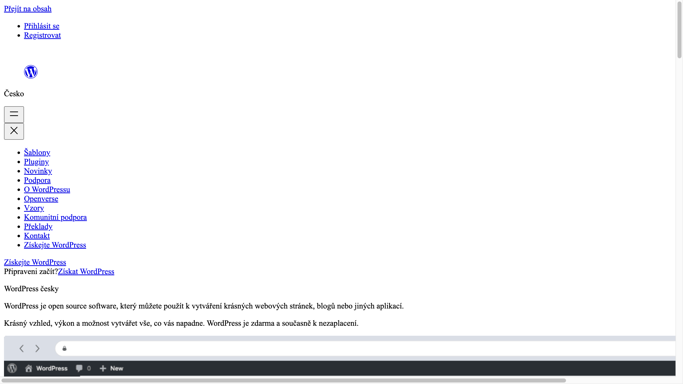 Přejít na obsah
Přihlásit se
Registrovat
Česko
Šablony
Pluginy
Novinky
Podpora
O WordPressu
Openverse
Vzory
Komunitní podpora
Překlady
Kontakt
Získejte WordPress
Získejte WordPress
Připraveni začít?Získat WordPress
WordPress česky
WordPress je open source software, který můžete použít k vytváření krásných webových stránek, blogů nebo jiných aplikací.
Krásný vzhled, výkon a možnost vytvářet vše, co vás napadne. WordPress je zdarma a současně k nezaplacení.
WordPress 0 New